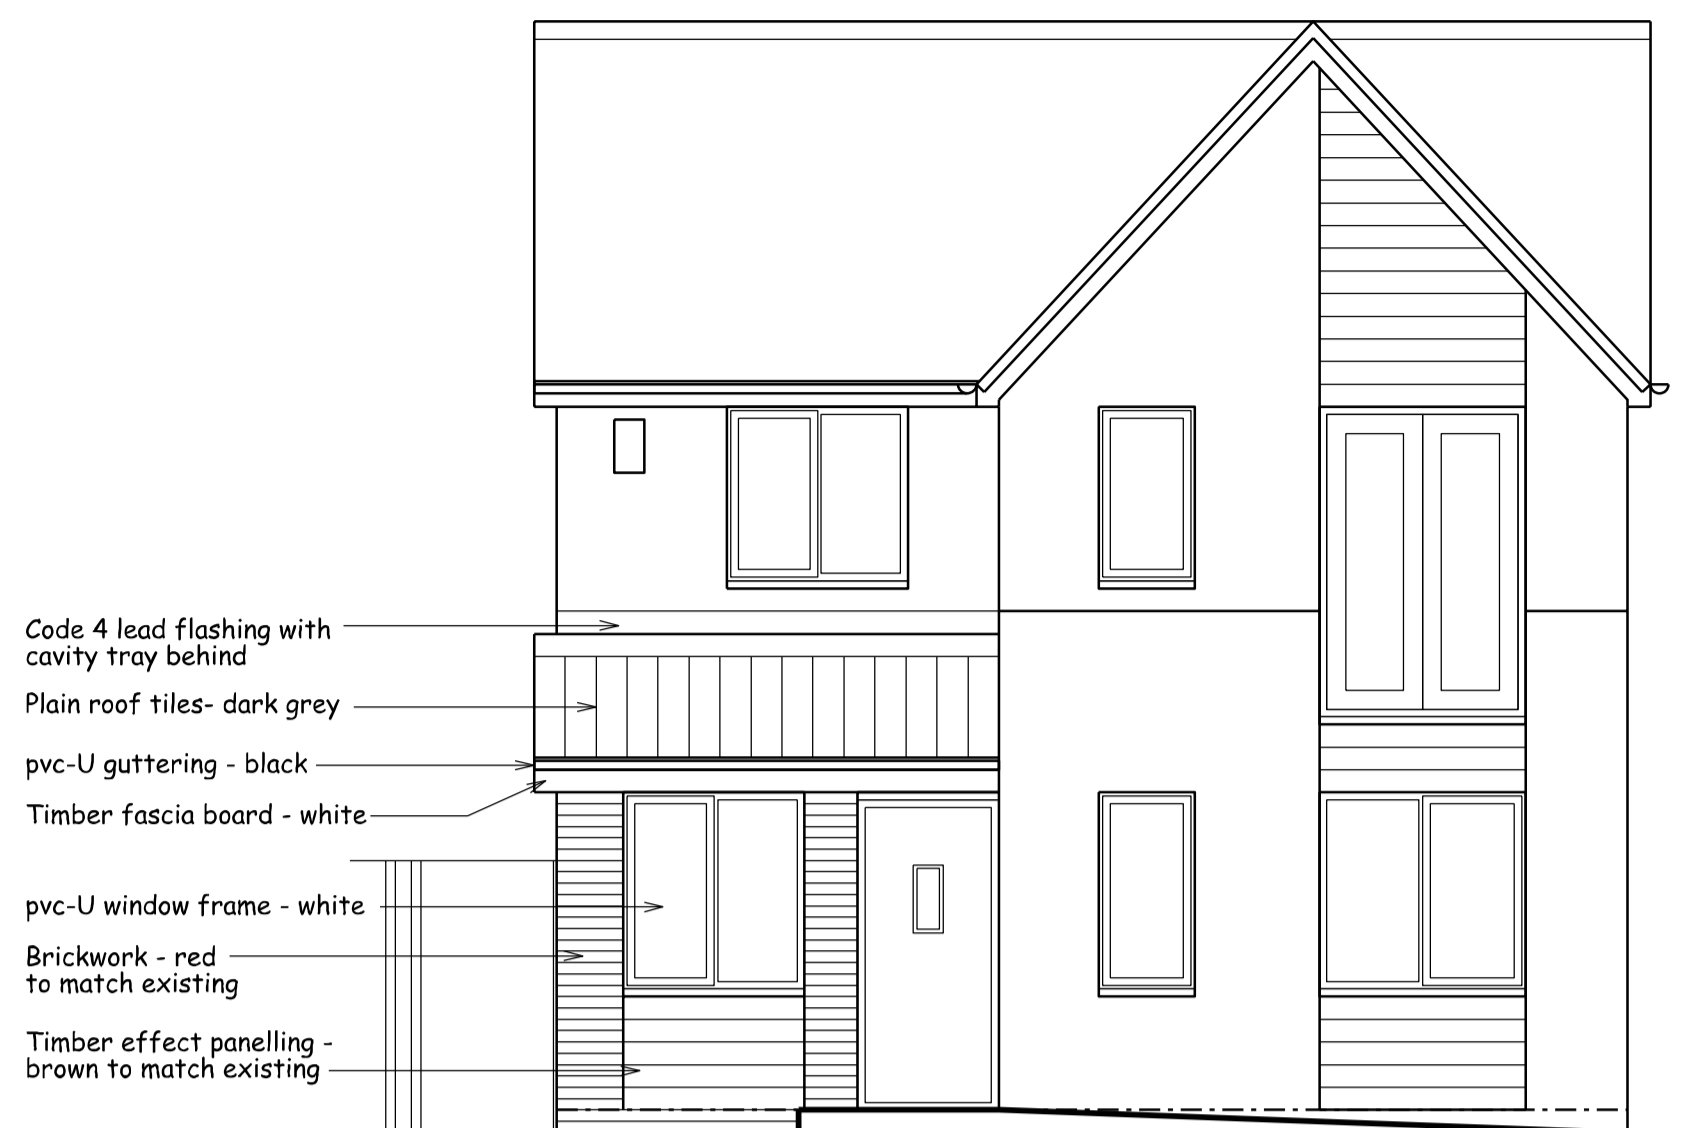 Code 4 lead flashing with
cavity tray behind
Plain roof tiles- dark grey
pvc-U guttering - black
Timber fascia board - white
pvc-U window frame - white
Brickwork - red
to match existing
Timber effect panelling -
brown to match existing